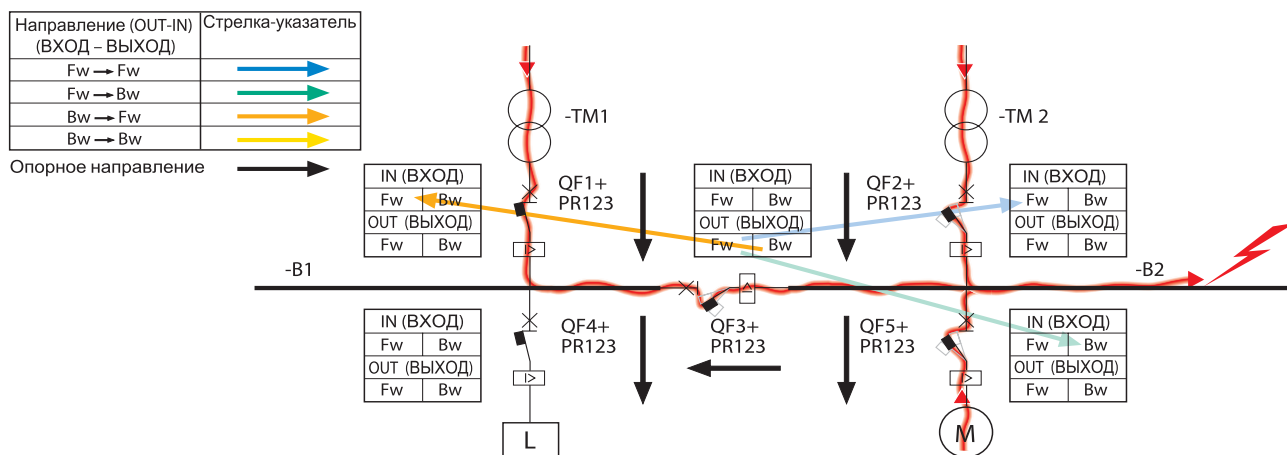 Направление (OUT-IN) Стрелка-указатель
(ВХОД – ВЫХОД)
Fw → Fw
Fw → Bw
Bw → Fw
Bw → Bw
Опорное направление
-TM1
-TM 2
IN (ВХОД)
Fw Bw
OUT (ВЫХОД)
Fw Bw
QF1+
PR123
IN (ВХОД)
Fw Bw
OUT (ВЫХОД)
Fw Bw
QF2+
PR123
IN (ВХОД)
Fw Bw
OUT (ВЫХОД)
Fw Bw
-B1
-B2
IN (ВХОД)
Fw Bw
OUT (ВЫХОД)
Fw Bw
QF4+
PR123
QF3+
PR123
QF5+
PR123
IN (ВХОД)
Fw Bw
OUT (ВЫХОД)
Fw Bw
L
M